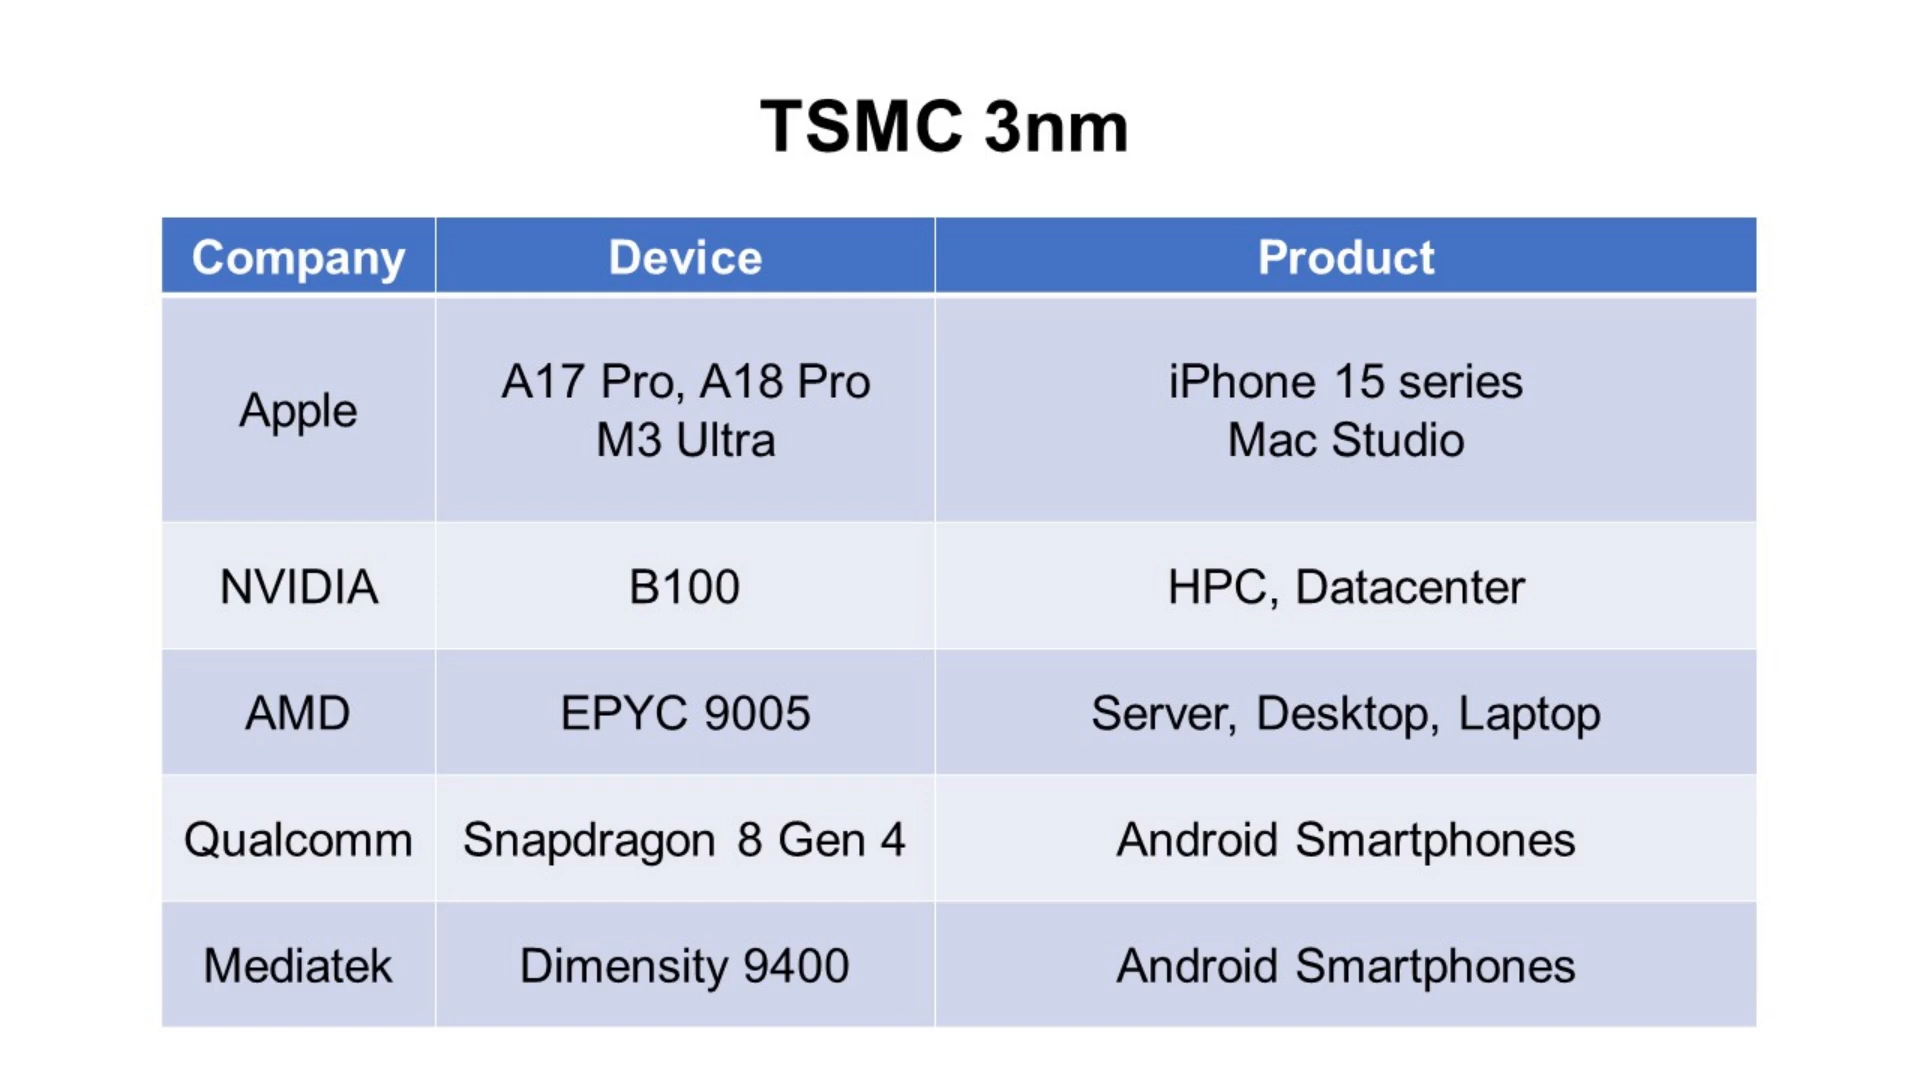 TSMC 3nm
Company Device Product
Apple
A17 Pro, A18 Pro
M3 Ultra
iPhone 15 series
Mac Studio
NVIDIA B100 HPC, Datacenter
AMD EPYC 9005 Server, Desktop, Laptop
Qualcomm Snapdragon 8 Gen 4 Android Smartphones
Mediatek Dimensity 9400 Android Smartphones